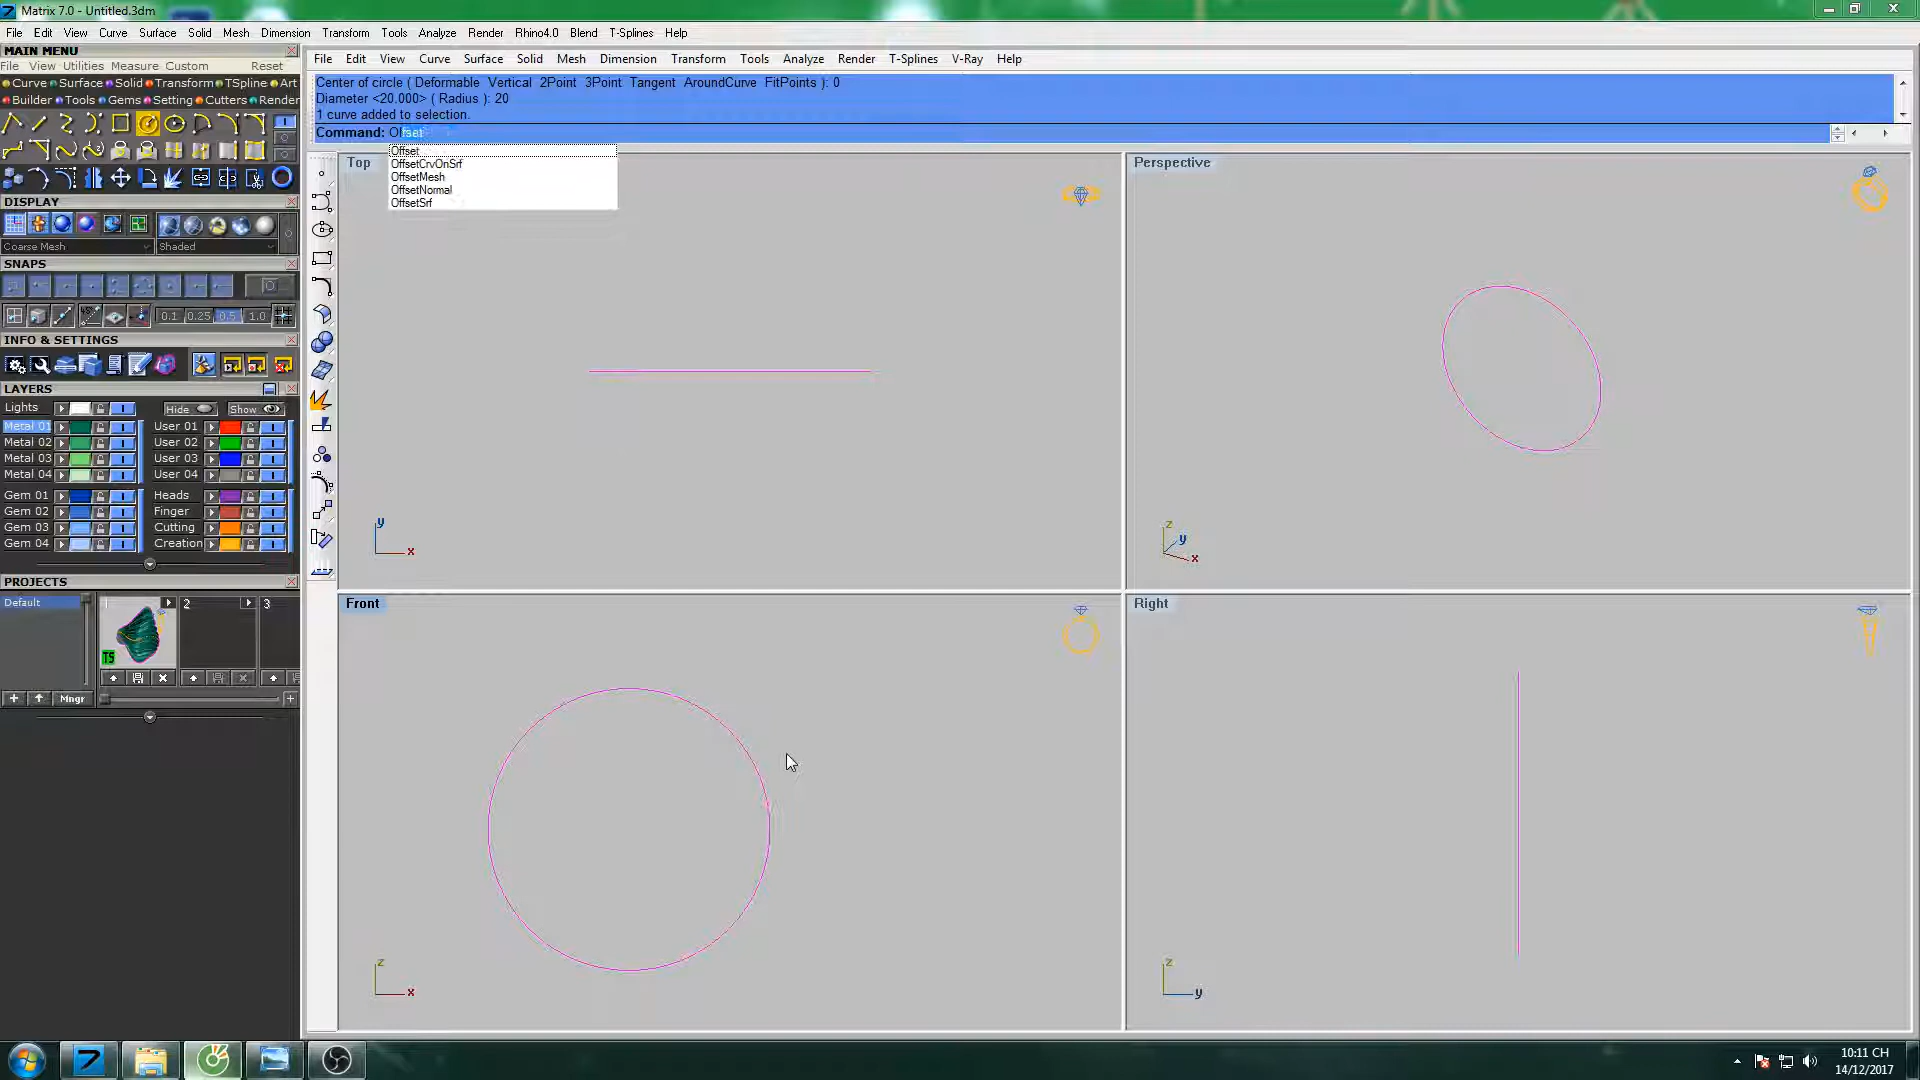 Matrix 7.0 - Untitled.3dm
File Edit View Curve Surface Solid Mesh Dimension Transform Tools Analyze Render Rhino4.0 Blend T-Splines Help
MAIN MENU
File View Utilities Measure Custom Reset
Curve Surface Solid Transform TSpline Art
Builder Tools Gems Setting Cutters Render
File Edit View Curve Surface Solid Mesh Dimension Transform Tools Analyze Render T-Splines V-Ray Help
Center of circle ( Deformable Vertical 2Point 3Point Tangent AroundCurve FitPoints ): 0
Diameter <20.000> ( Radius ): 20
1 curve added to selection.
Command: Offset
Offset
OffsetCrvOnSrf
OffsetMesh
OffsetNormal
OffsetSrf
DISPLAY
Coarse Mesh Shaded
SNAPS
0.1 0.25 0.5 1.0
INFO & SETTINGS
LAYERS
Lights Hide Show
Metal 01 User 01
Metal 02 User 02
Metal 03 User 03
Metal 04 User 04
Gem 01 Heads
Gem 02 Finger
Gem 03 Cutting
Gem 04 Creation
PROJECTS
Default 1 2 3
TS
Mngr
Top
y
x
Perspective
z
y
x
Front
z
x
Right
z
y
10:11 CH
14/12/2017